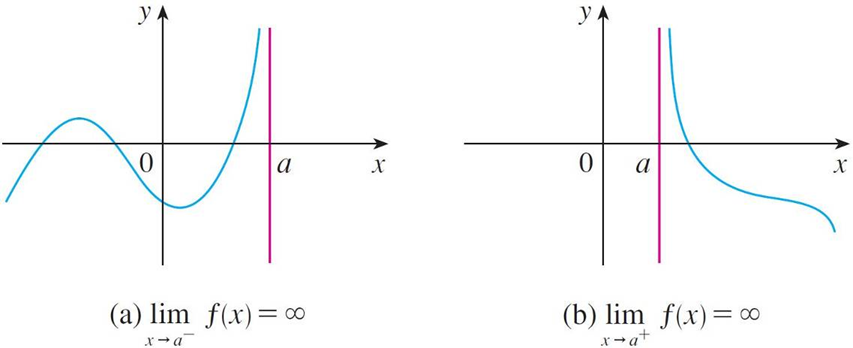 y
0
a
x
(a) lim f(x) = ∞
x→a⁻
y
0
a
x
(b) lim f(x) = ∞
x→a⁺